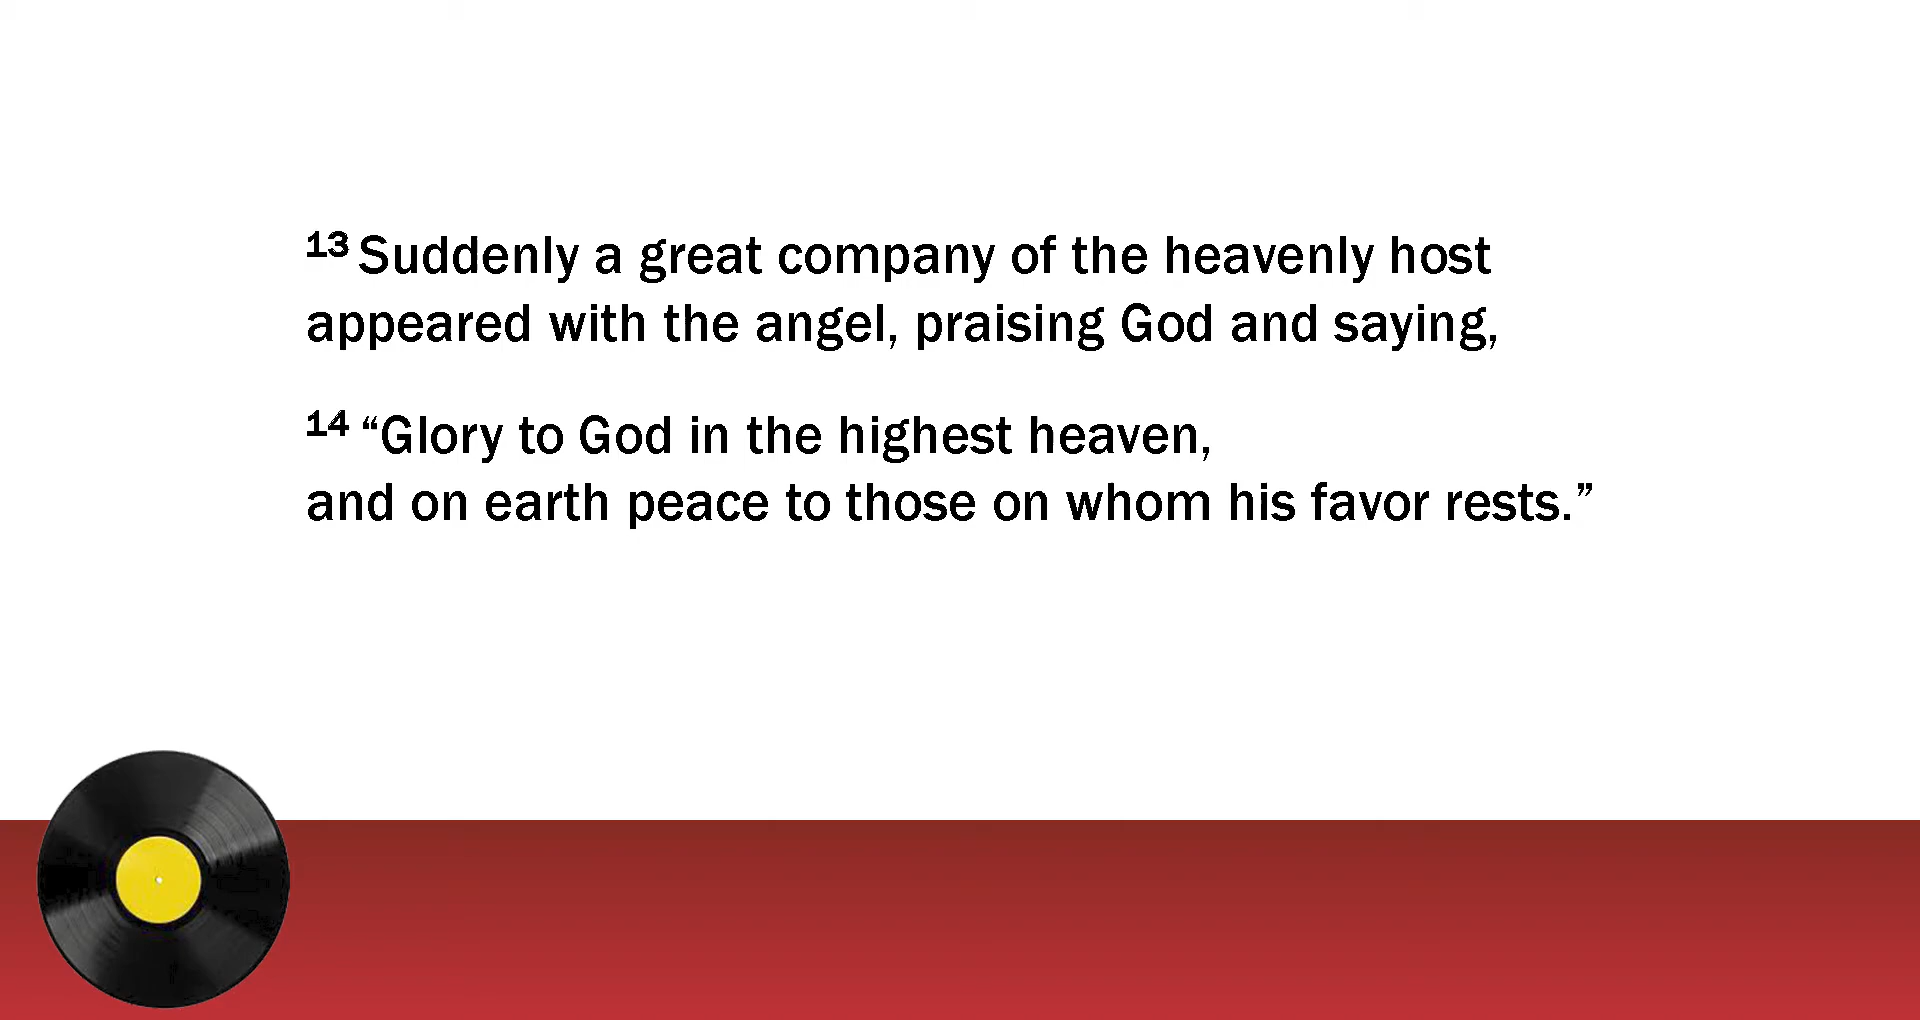 13 Suddenly a great company of the heavenly host
appeared with the angel, praising God and saying,
14 “Glory to God in the highest heaven,
and on earth peace to those on whom his favor rests.”